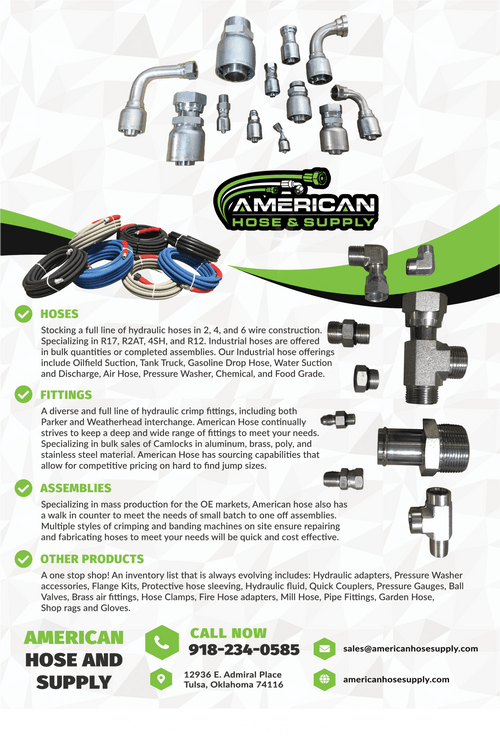 AMERICAN
HOSE & SUPPLY
HOSES
Stocking a full line of hydraulic hoses in 2, 4, and 6 wire construction.
Specializing in R17, R2AT, 4SH, and R12. Industrial hoses are offered
in bulk quantities or completed assemblies. Our Industrial hose offerings
include Oilfield Suction, Tank Truck, Gasoline Drop Hose, Water Suction
and Discharge, Air Hose, Pressure Washer, Chemical, and Food Grade.
FITTINGS
A diverse and full line of hydraulic crimp fittings, including both
Parker and Weatherhead interchange. American Hose continually
strives to keep a deep and wide range of fittings to meet your needs.
Specializing in bulk sales of Camlocks in aluminum, brass, poly, and
stainless steel material. American Hose has sourcing capabilities that
allow for competitive pricing on hard to find jump sizes.
ASSEMBLIES
Specializing in mass production for the OE markets, American hose also has
a walk in counter to meet the needs of small batch to one off assemblies.
Multiple styles of crimping and banding machines on site ensure repairing
and fabricating hoses to meet your needs will be quick and cost effective.
OTHER PRODUCTS
A one stop shop! An inventory list that is always evolving includes: Hydraulic adapters, Pressure Washer
accessories, Flange Kits, Protective hose sleeving, Hydraulic fluid, Quick Couplers, Pressure Gauges, Ball
Valves, Brass air fittings, Hose Clamps, Fire Hose adapters, Mill Hose, Pipe Fittings, Garden Hose,
Shop rags and Gloves.
AMERICAN
HOSE AND
SUPPLY
CALL NOW
918-234-0585
12936 E. Admiral Place
Tulsa, Oklahoma 74116
sales@americanhosesupply.com
americanhosesupply.com